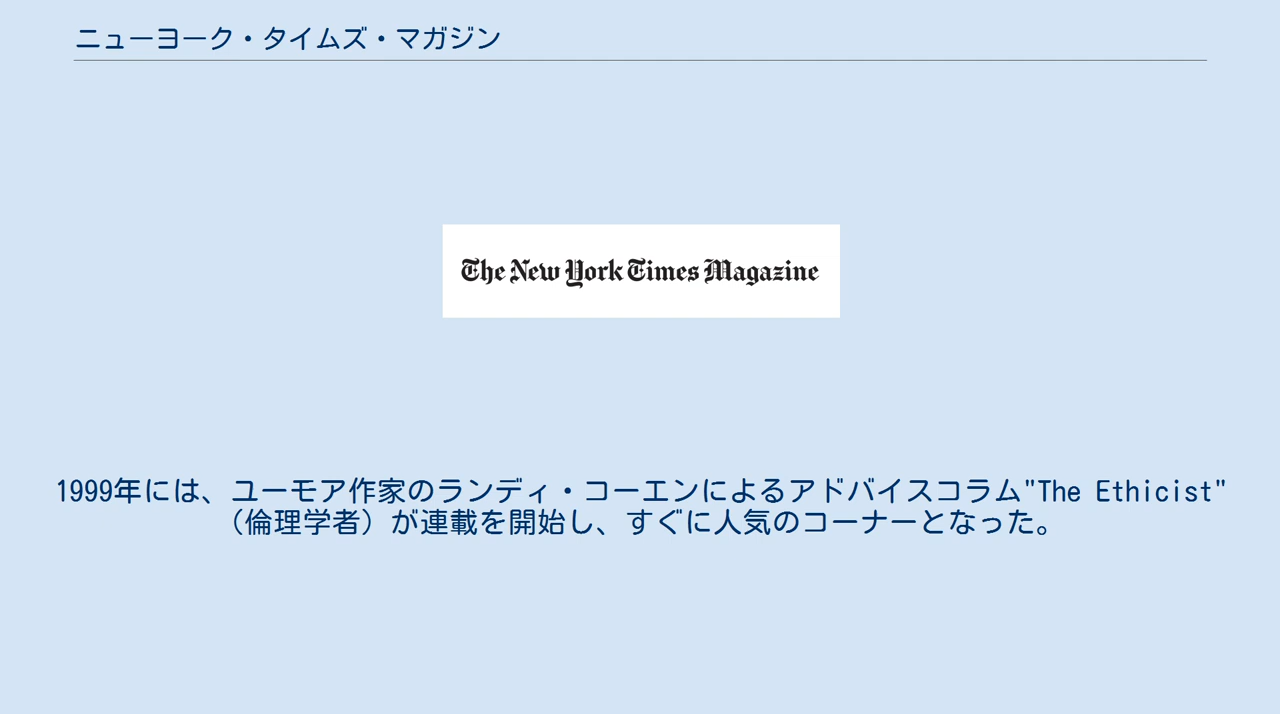 ニューヨーク・タイムズ・マガジン
The New York Times Magazine
1999年には、ユーモア作家のランディ・コーエンによるアドバイスコラム"The Ethicist"
（倫理学者）が連載を開始し、すぐに人気のコーナーとなった。